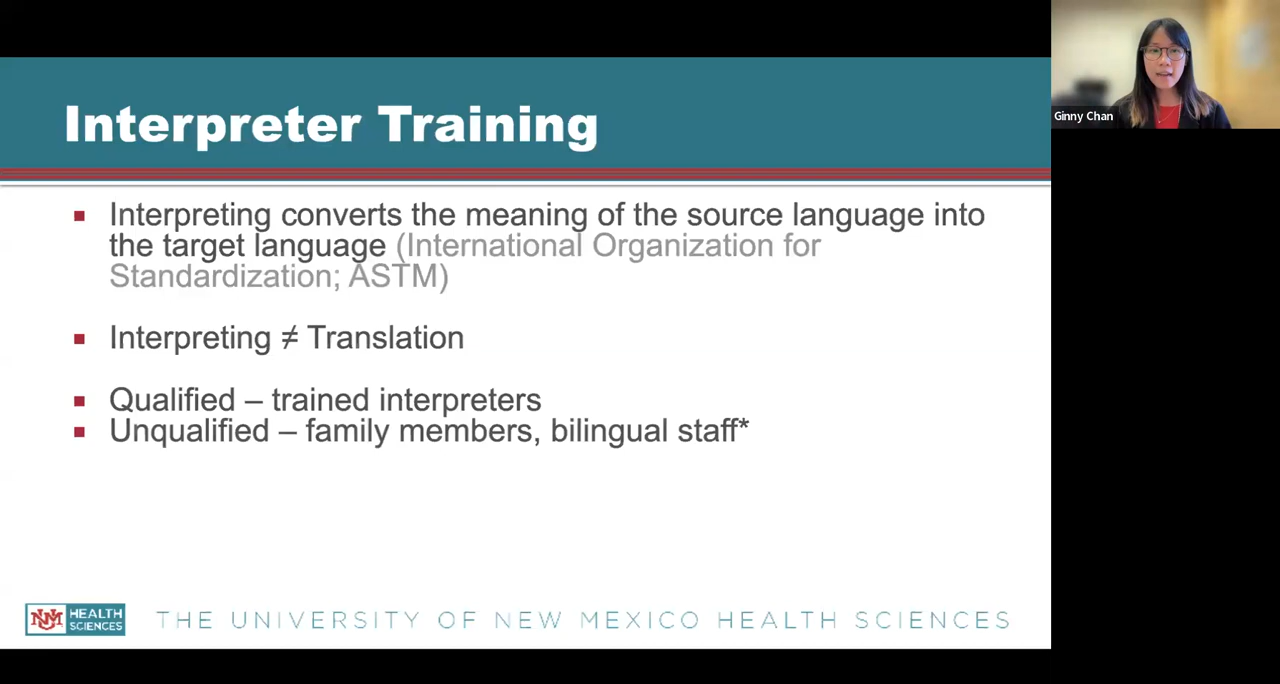 Interpreter Training
Interpreting converts the meaning of the source language into
the target language (International Organization for
Standardization; ASTM)
Interpreting ≠ Translation
Qualified – trained interpreters
Unqualified – family members, bilingual staff*
UNM HEALTH
SCIENCES
THE UNIVERSITY OF NEW MEXICO HEALTH SCIENCES
Ginny Chan